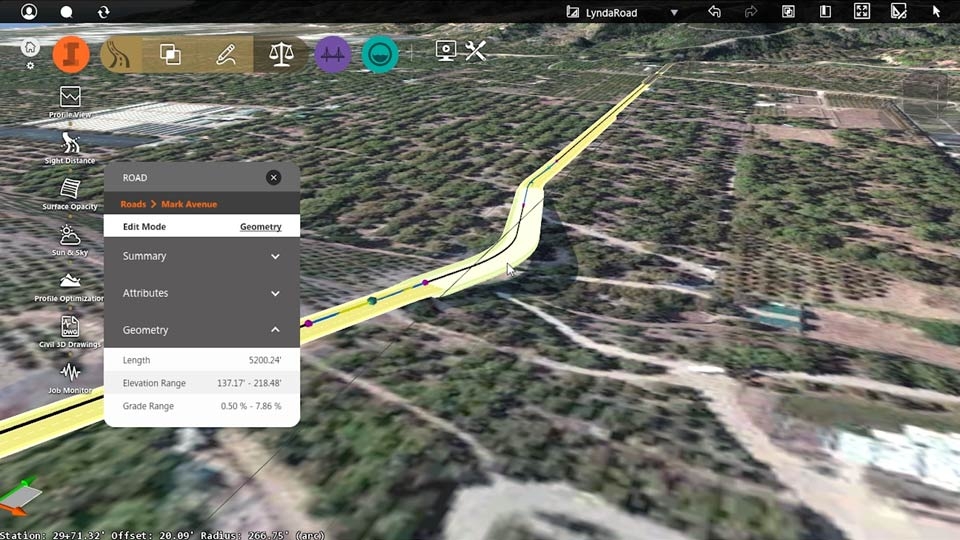 LyndaRoad
Profile View
Sight Distance
Surface Opacity
Sun & Sky
Profile Optimization
Civil 3D Drawings
DWG
Job Monitor
ROAD
Roads > Mark Avenue
Edit Mode Geometry
Summary
Attributes
Geometry
Length 5200.24'
Elevation Range 137.17' - 218.48'
Grade Range 0.50 % - 7.86 %
Station: 29+71.32' Offset: 20.09' Radius: 266.75' (arc)